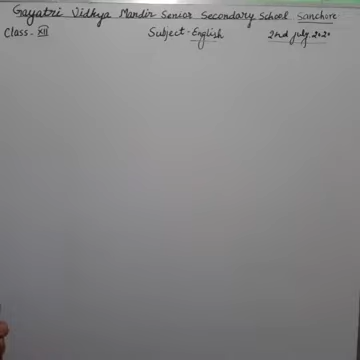 Gayatri Vidhya Mandir Senior Secondary School Sanchore
Class - XII Subject - English 2nd july 2020